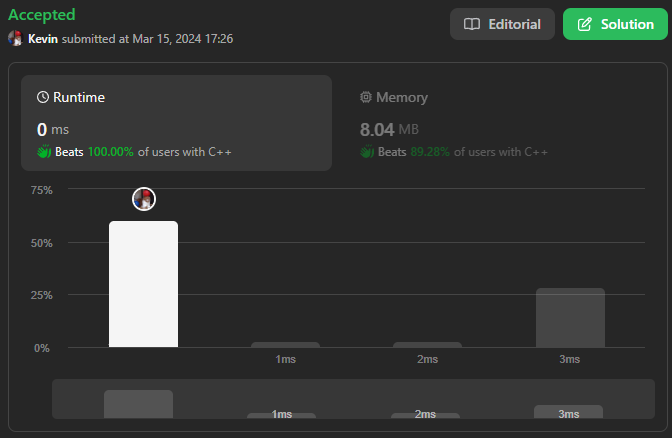 Accepted
Editorial
Solution
Kevin submitted at Mar 15, 2024 17:26
Runtime
Memory
0 ms
8.04 MB
Beats 100.00% of users with C++
Beats 89.28% of users with C++
75%
50%
25%
0%
1ms 2ms 3ms
1ms 2ms 3ms